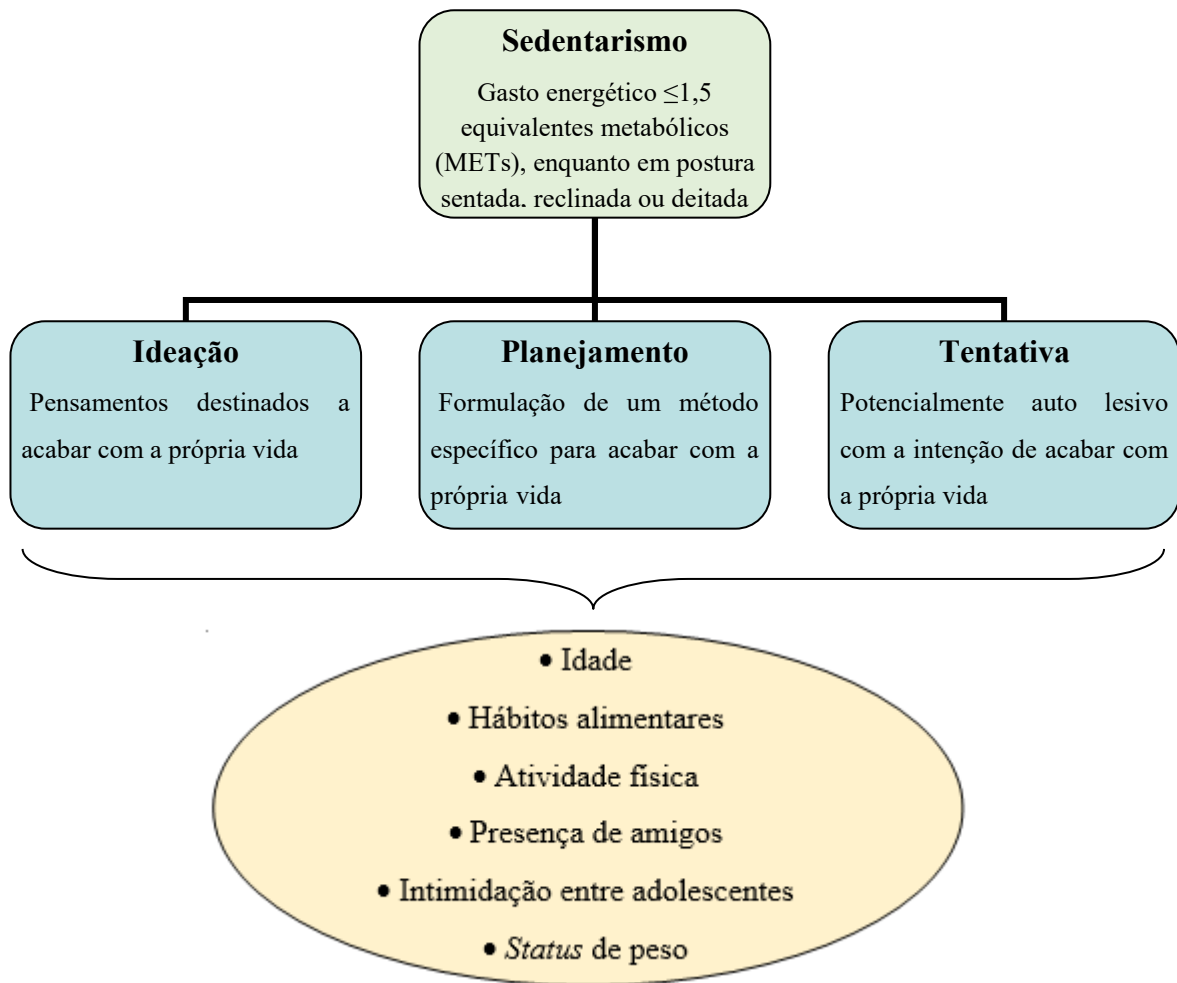 Sedentarismo
Gasto energético ≤1,5
equivalentes metabólicos
(METs), enquanto em postura
sentada, reclinada ou deitada
Ideação
Pensamentos destinados a
acabar com a própria vida
Planejamento
Formulação de um método
específico para acabar com a
própria vida
Tentativa
Potencialmente auto lesivo
com a intenção de acabar com
a própria vida
• Idade
• Hábitos alimentares
• Atividade física
• Presença de amigos
• Intimidação entre adolescentes
• Status de peso